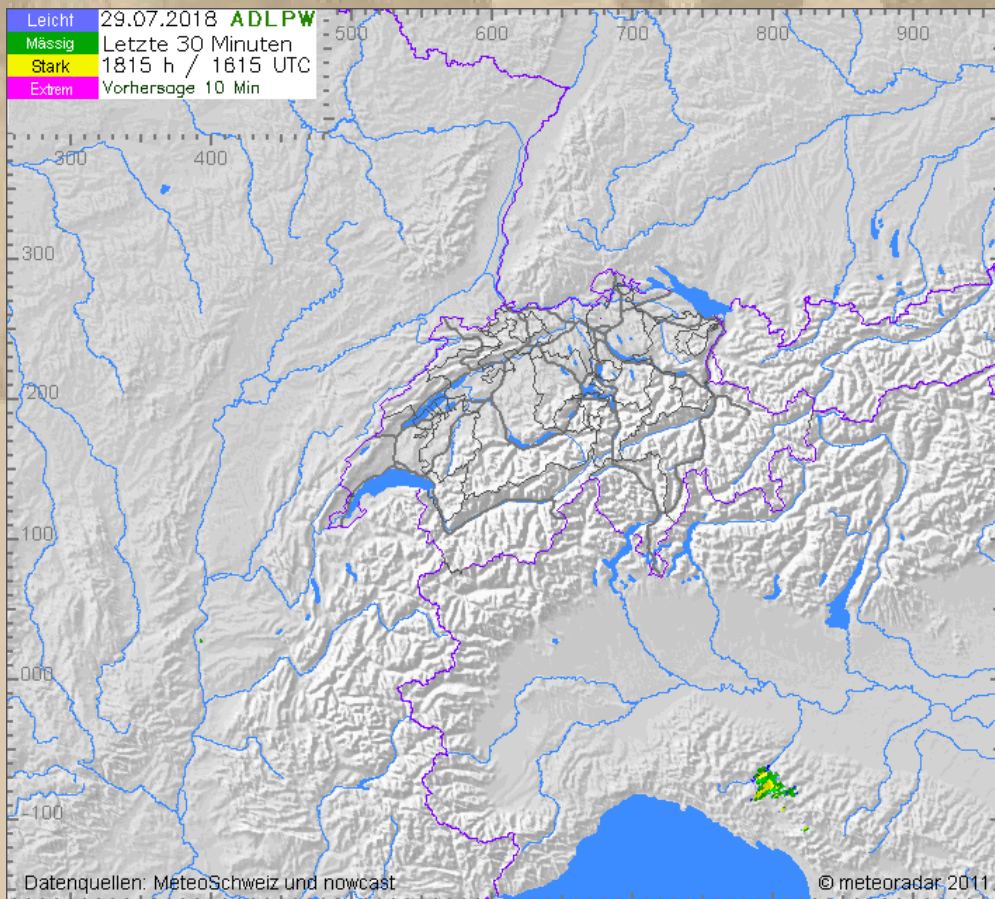 Leicht 29.07.2018 ADLPW
Mässig Letzte 30 Minuten
Stark 1815 h / 1615 UTC
Extrem Vorhersage 10 Min
500 600 700 800 900
300 400
300
200
100
000
-100
Datenquellen: MeteoSchweiz und nowcast © meteoradar 2011